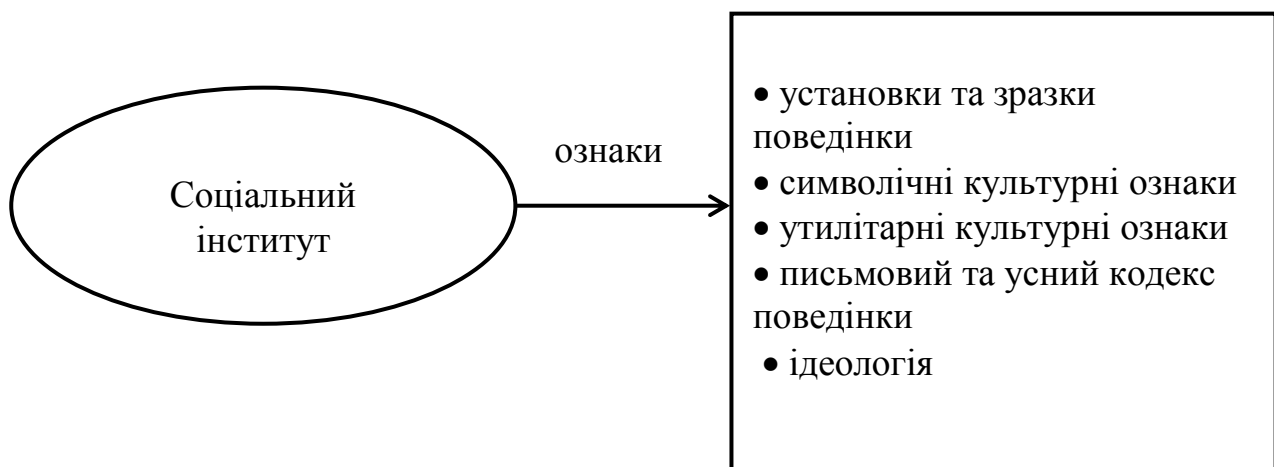 Соціальний
інститут
ознаки
• установки та зразки
поведінки
• символічні культурні ознаки
• утилітарні культурні ознаки
• письмовий та усний кодекс
поведінки
• ідеологія